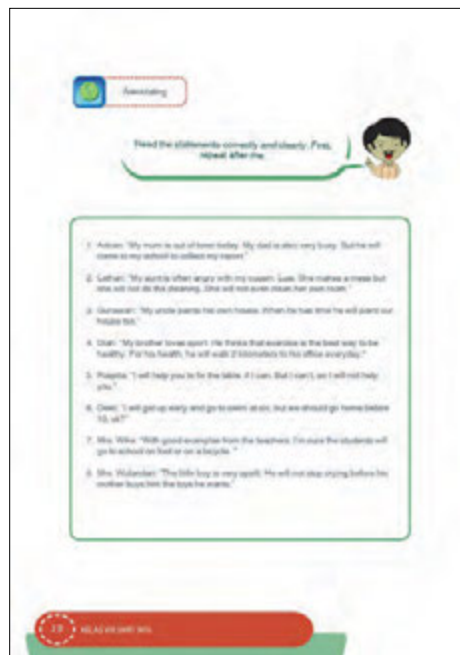 Associating
Read the statements correctly and clearly. First,
repeat after me.
1. "My mum is out of town today. My dad is also very busy. But he will
come to my school to collect my report."
2. "My aunt is often angry with my cousin. She makes a mess but
she will not do the cleaning. She will not even clean her own room."
3. Gunawan: "My uncle paints his own house. When he has time he will paint our
house too."
4. "My brother loves sport. He thinks that exercise is the best way to be
healthy. For his health, he will walk 2 kilometers to his office everyday."
5. Puspita: "I will help you to fix the table, if I can. But I can't, so I will not help
you."
6. "I will get up early and go to swim at six, but we should go home before
10, ok?"
7. Mrs. "With good examples from the teachers, I'm sure the students will
go to school on foot or on a bicycle."
8. Mrs. Wulandari: "The little boy is very spoilt. He will not stop crying before his
mother buys him the toys he wants."
KELAS VIII SMP/MTs